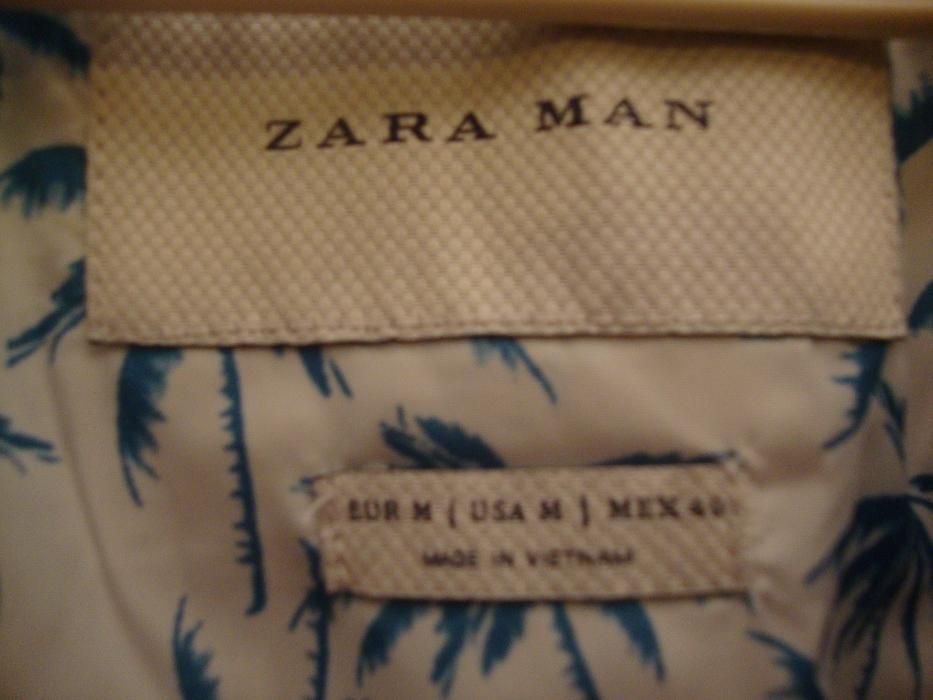 ZARA MAN
EUR M ( USA M ) MEX 40
MADE IN VIETNAM